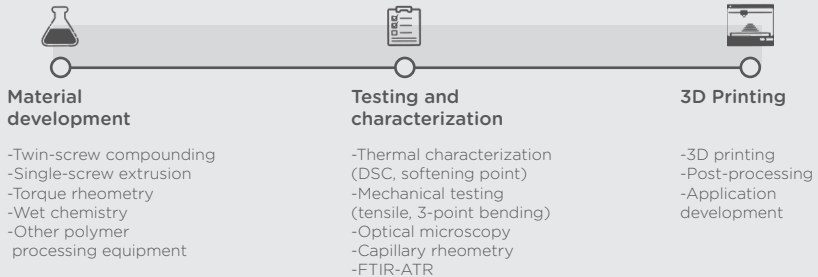 Material
development
-Twin-screw compounding
-Single-screw extrusion
-Torque rheometry
-Wet chemistry
-Other polymer
processing equipment
Testing and
characterization
-Thermal characterization
(DSC, softening point)
-Mechanical testing
(tensile, 3-point bending)
-Optical microscopy
-Capillary rheometry
-FTIR-ATR
3D Printing
-3D printing
-Post-processing
-Application
development